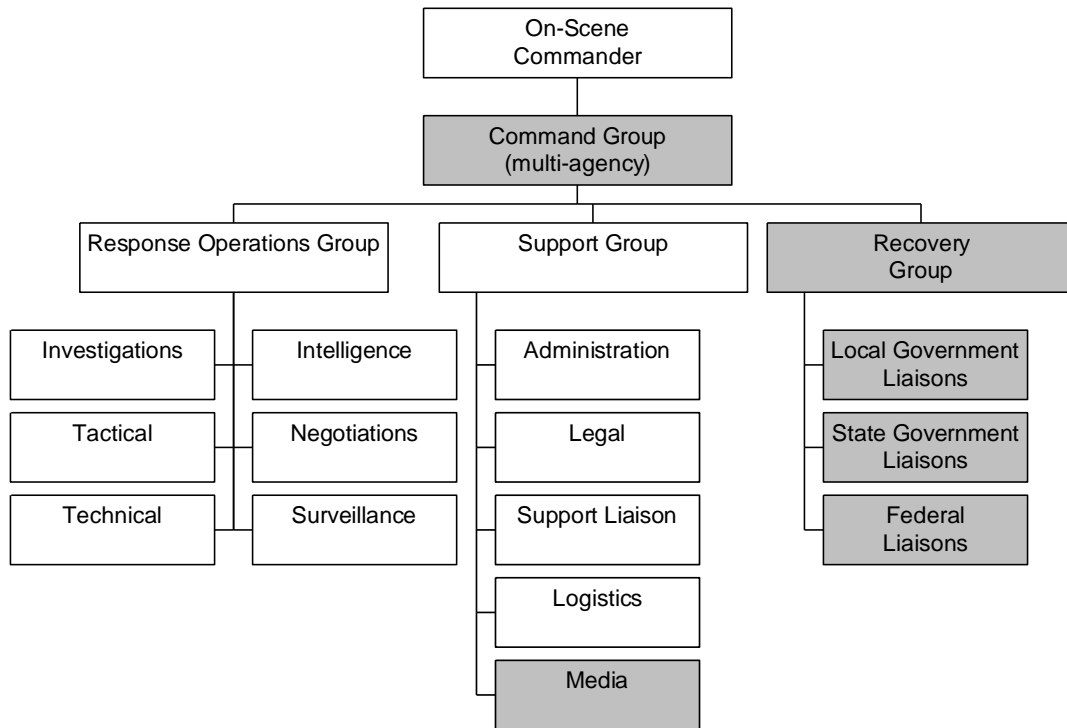 On-Scene
Commander
Command Group
(multi-agency)
Response Operations Group
Support Group
Recovery
Group
Investigations
Intelligence
Administration
Local Government
Liaisons
Tactical
Negotiations
Legal
State Government
Liaisons
Technical
Surveillance
Support Liaison
Federal
Liaisons
Logistics
Media